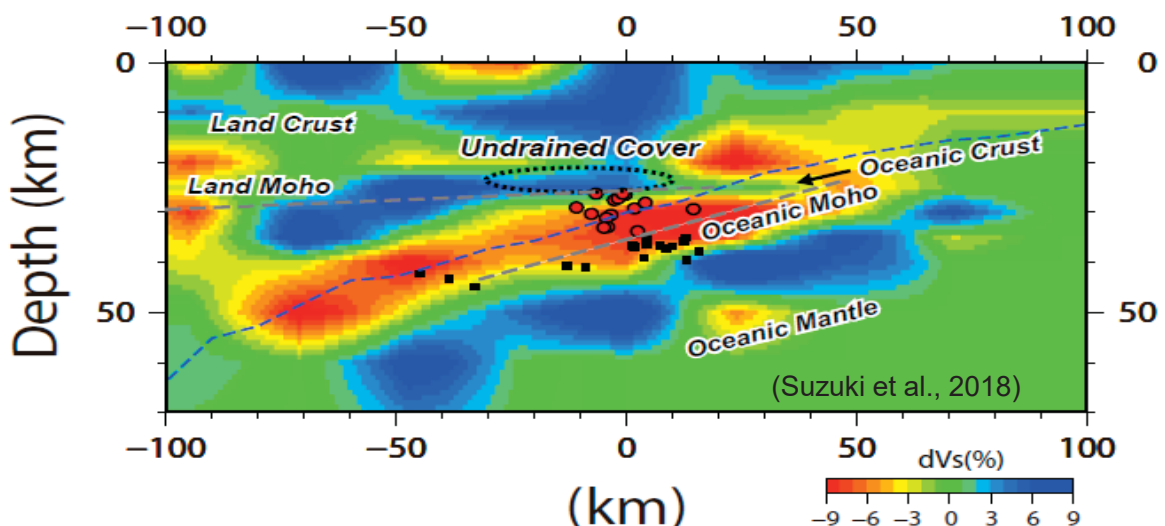 −100 −50 0 50 100
0 0
Land Crust
Undrained Cover
Oceanic Crust
Land Moho
Oceanic Moho
Depth (km)
50 50
Oceanic Mantle
(Suzuki et al., 2018)
−100 −50 0 50 100
dVs(%)
(km)
−9 −6 −3 0 3 6 9